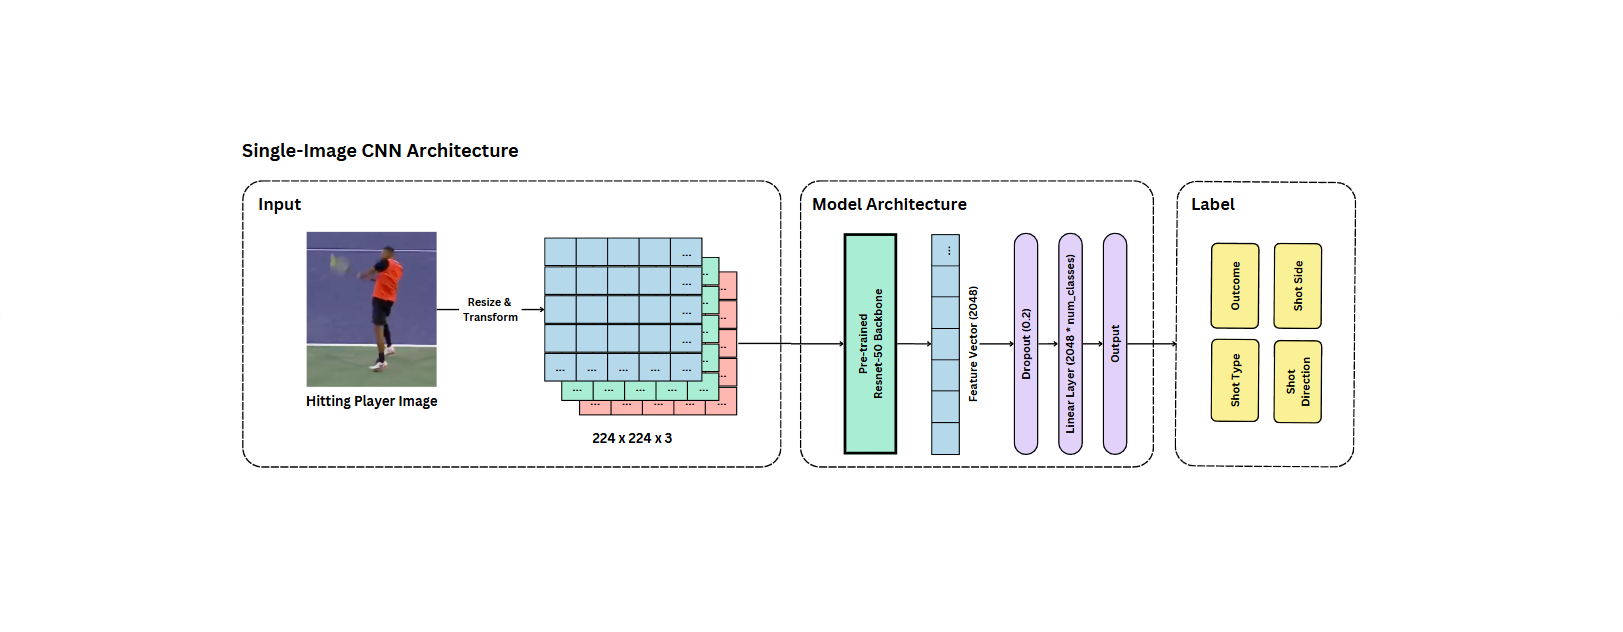 Single-Image CNN Architecture
Input
Hitting Player Image
Resize &
Transform
...
...
...
...
... ... ... ... ...
224 x 224 x 3
Model Architecture
Pre-trained
Resnet-50 Backbone
...
Feature Vector (2048)
Dropout (0.2)
Linear Layer (2048 * num_classes)
Output
Label
Outcome
Shot Side
Shot Type
Shot
Direction